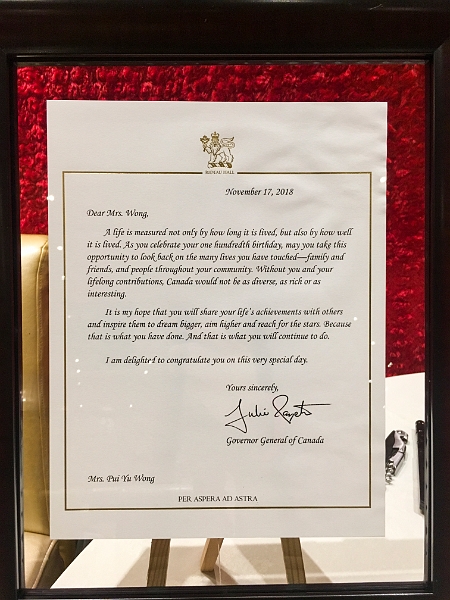 RIDEAU HALL
November 17, 2018
Dear Mrs. Wong,
A life is measured not only by how long it is lived, but also by how well
it is lived. As you celebrate your one hundredth birthday, may you take this
opportunity to look back on the many lives you have touched—family and
friends, and people throughout your community. Without you and your
lifelong contributions, Canada would not be as diverse, as rich or as
interesting.
It is my hope that you will share your life's achievements with others
and inspire them to dream bigger, aim higher and reach for the stars. Because
that is what you have done. And that is what you will continue to do.
I am delighted to congratulate you on this very special day.
Yours sincerely,
Julie Payette
Governor General of Canada
Mrs. Pui Yu Wong
PER ASPERA AD ASTRA